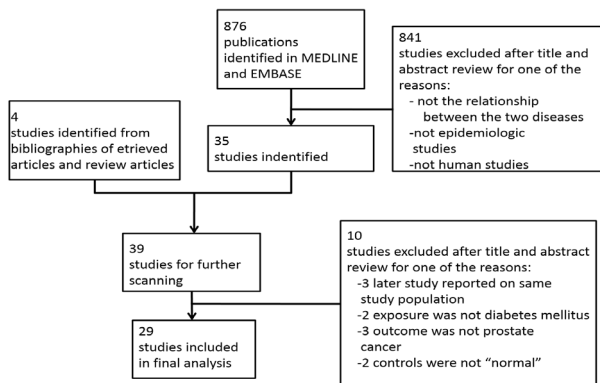 876
publications
identified in MEDLINE
and EMBASE
841
studies excluded after title and
abstract review for one of the
reasons:
- not the relationship
between the two diseases
-not epidemiologic
studies
-not human studies
4
studies identified from
bibliographies of etrieved
articles and review articles
35
studies indentified
39
studies for further
scanning
10
studies excluded after title and abstract
review for one of the reasons:
-3 later study reported on same
study population
-2 exposure was not diabetes mellitus
-3 outcome was not prostate
cancer
-2 controls were not “normal”
29
studies included
in final analysis